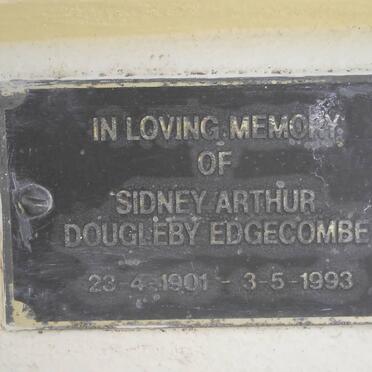 IN LOVING MEMORY
OF
SIDNEY ARTHUR
DOUGLEBY EDGECOMBE
23-4-1901 - 3-5-1993